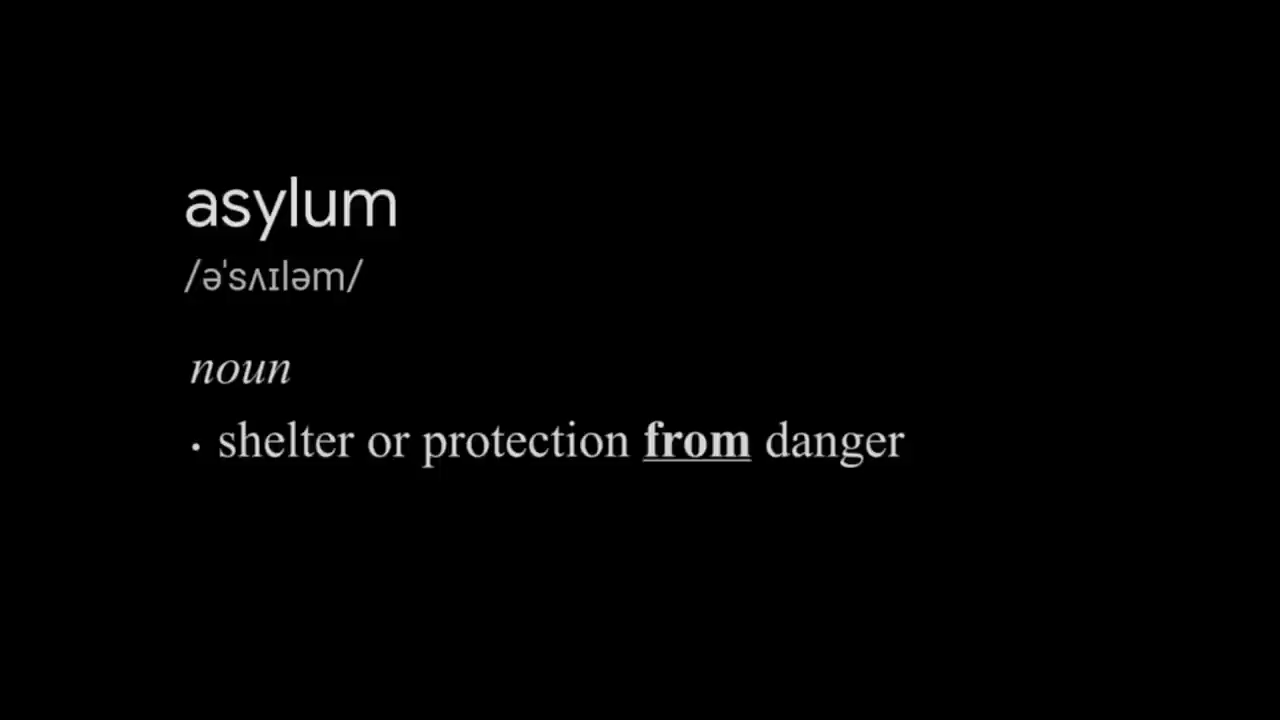 asylum
/əˈsʌɪləm/
noun
· shelter or protection from danger